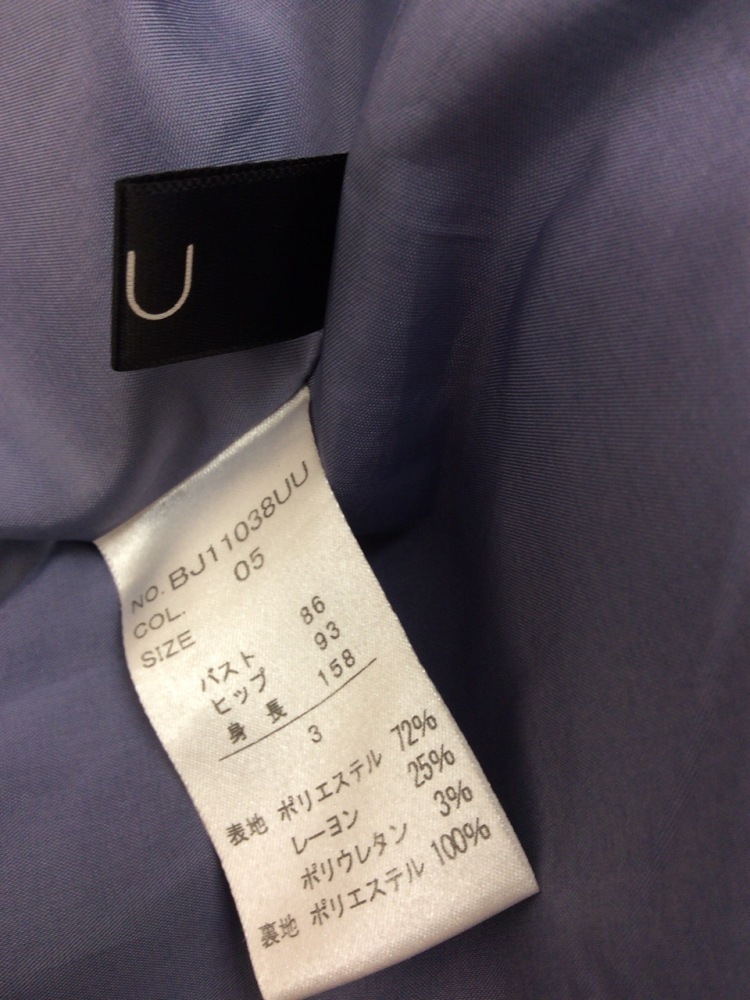 U
NO. BJ11038UU
COL. 05
SIZE
バスト 86
ヒップ 93
身長 158
3
表地 ポリエステル 72%
レーヨン 25%
ポリウレタン 3%
裏地 ポリエステル 100%